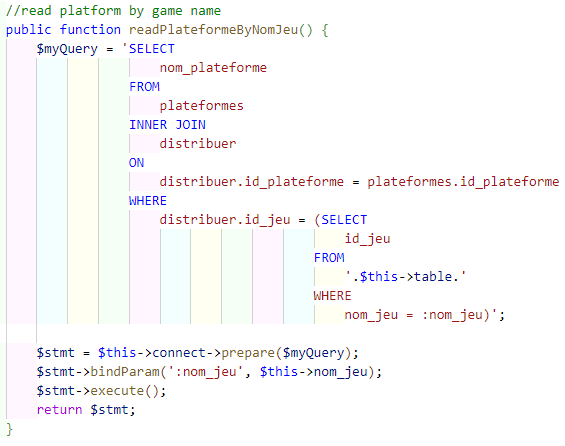 //read platform by game name
public function readPlateformeByNomJeu() {
    $myQuery = 'SELECT
                    nom_plateforme
                FROM
                    plateformes
                INNER JOIN
                    distribuer
                ON
                    distribuer.id_plateforme = plateformes.id_plateforme
                WHERE
                    distribuer.id_jeu = (SELECT
                                            id_jeu
                                        FROM
                                            '.$this->table.'
                                        WHERE
                                            nom_jeu = :nom_jeu)';
    $stmt = $this->connect->prepare($myQuery);
    $stmt->bindParam(':nom_jeu', $this->nom_jeu);
    $stmt->execute();
    return $stmt;
}